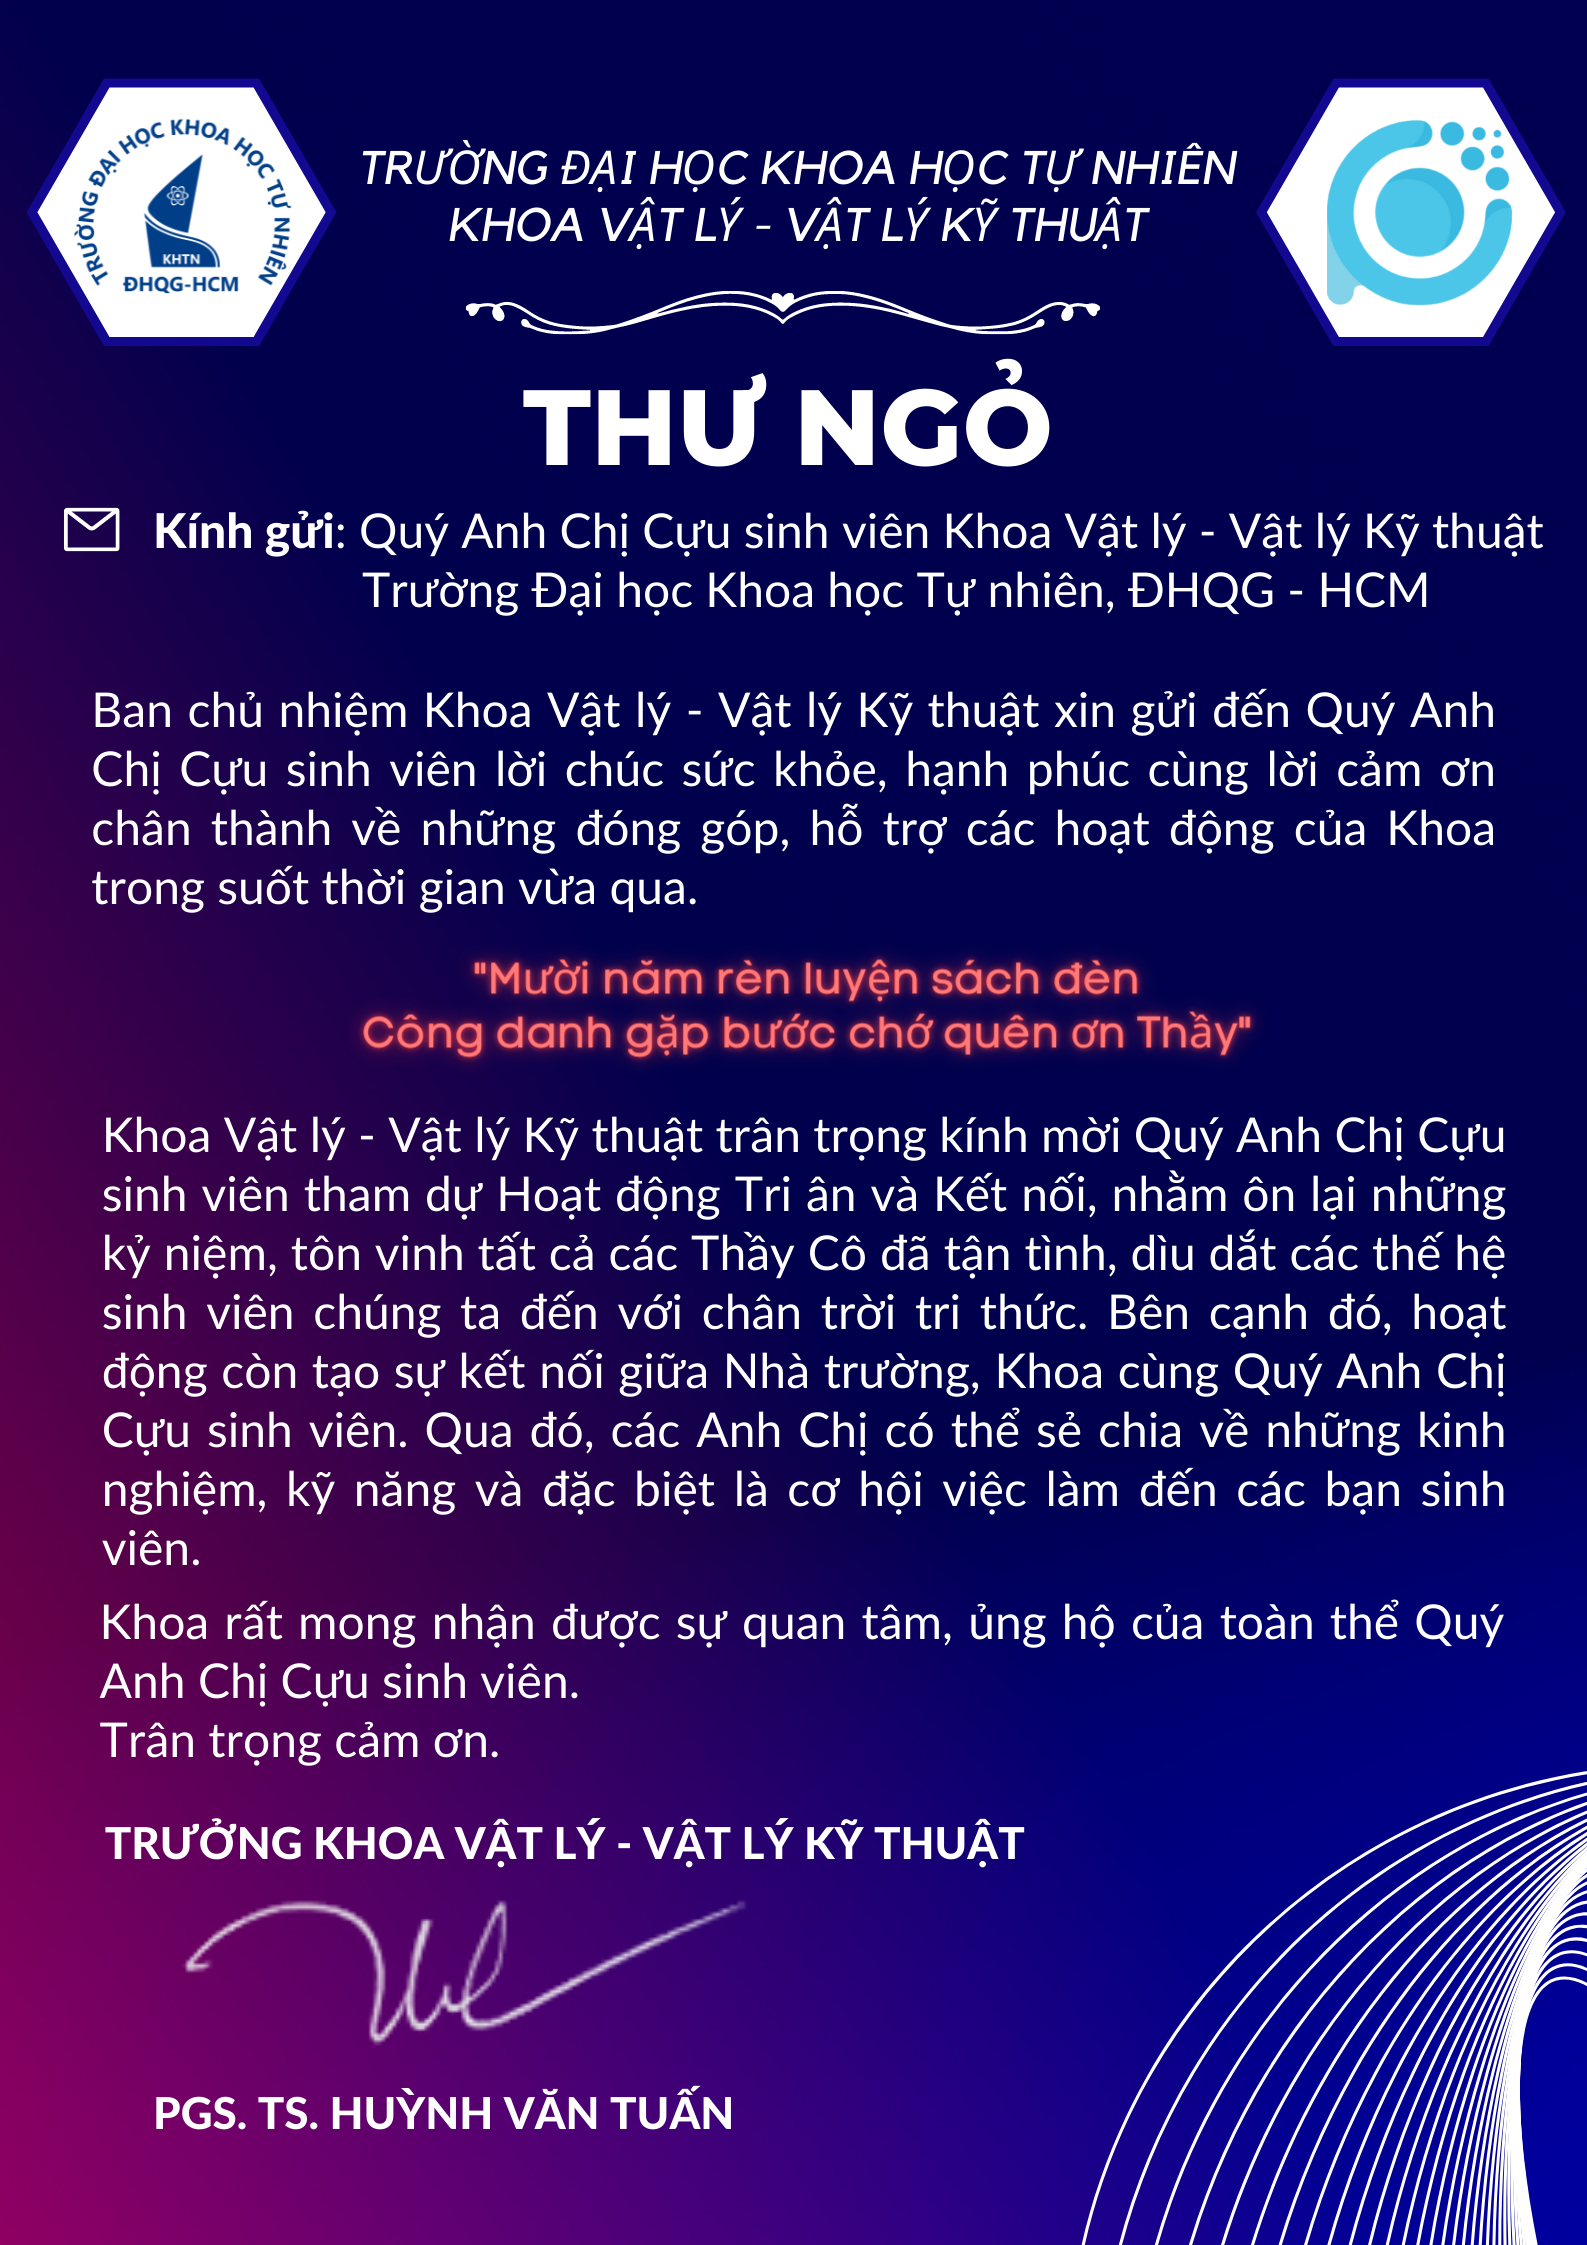 TRƯỜNG ĐẠI HỌC KHOA HỌC TỰ NHIÊN
KHTN
ĐHQG-HCM
TRƯỜNG ĐẠI HỌC KHOA HỌC TỰ NHIÊN
KHOA VẬT LÝ - VẬT LÝ KỸ THUẬT
THƯ NGỎ
Kính gửi: Quý Anh Chị Cựu sinh viên Khoa Vật lý - Vật lý Kỹ thuật
Trường Đại học Khoa học Tự nhiên, ĐHQG - HCM
Ban chủ nhiệm Khoa Vật lý - Vật lý Kỹ thuật xin gửi đến Quý Anh
Chị Cựu sinh viên lời chúc sức khỏe, hạnh phúc cùng lời cảm ơn
chân thành về những đóng góp, hỗ trợ các hoạt động của Khoa
trong suốt thời gian vừa qua.
"Mười năm rèn luyện sách đèn
Công danh gặp bước chớ quên ơn Thầy"
Khoa Vật lý - Vật lý Kỹ thuật trân trọng kính mời Quý Anh Chị Cựu
sinh viên tham dự Hoạt động Tri ân và Kết nối, nhằm ôn lại những
kỷ niệm, tôn vinh tất cả các Thầy Cô đã tận tình, dìu dắt các thế hệ
sinh viên chúng ta đến với chân trời tri thức. Bên cạnh đó, hoạt
động còn tạo sự kết nối giữa Nhà trường, Khoa cùng Quý Anh Chị
Cựu sinh viên. Qua đó, các Anh Chị có thể sẻ chia về những kinh
nghiệm, kỹ năng và đặc biệt là cơ hội việc làm đến các bạn sinh
viên.
Khoa rất mong nhận được sự quan tâm, ủng hộ của toàn thể Quý
Anh Chị Cựu sinh viên.
Trân trọng cảm ơn.
TRƯỞNG KHOA VẬT LÝ - VẬT LÝ KỸ THUẬT
PGS. TS. HUỲNH VĂN TUẤN